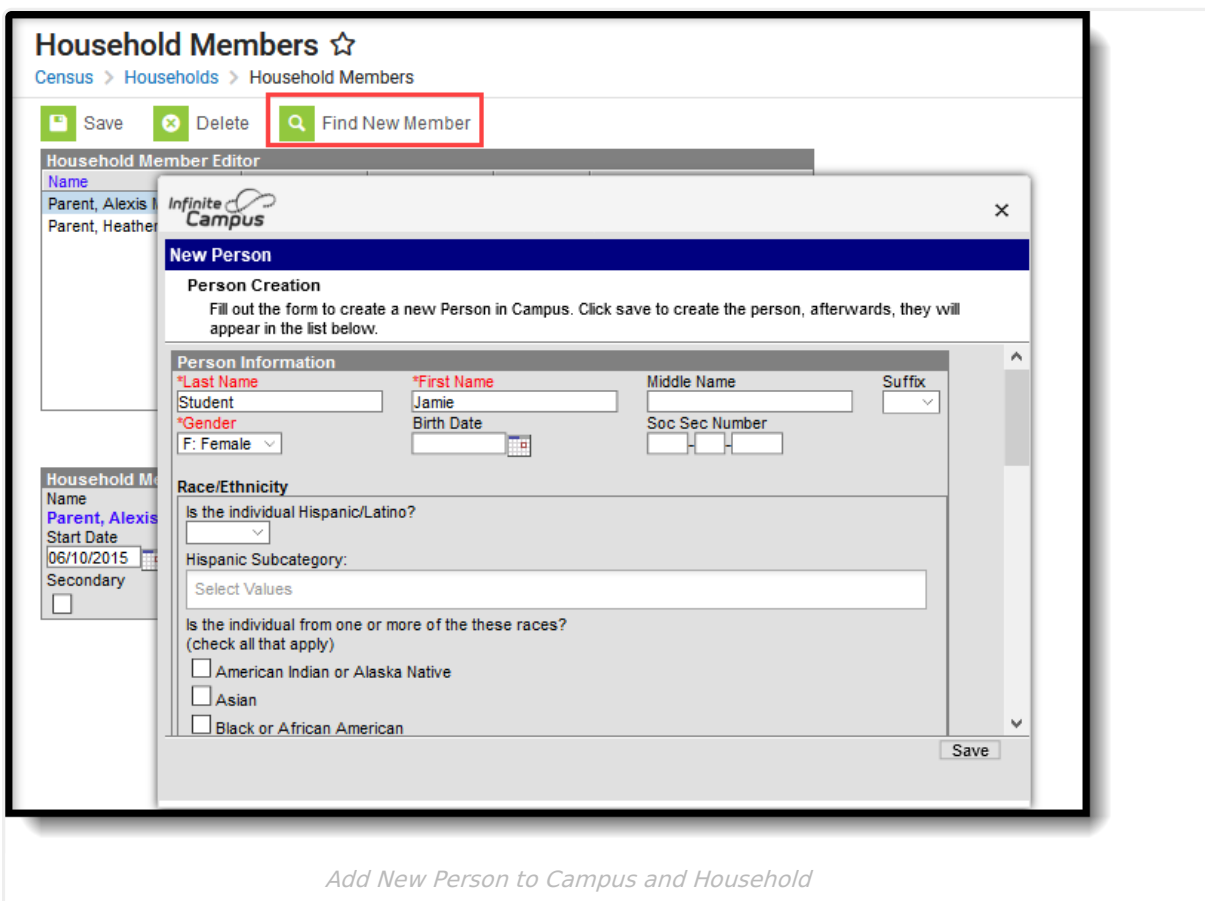 Household Members
Census > Households > Household Members
Save Delete Find New Member
Household Member Editor
Name
Parent, Alexis
Parent, Heather
Infinite
Campus
New Person
Person Creation
Fill out the form to create a new Person in Campus. Click save to create the person, afterwards, they will
appear in the list below.
Person Information
*Last Name *First Name Middle Name Suffix
Student Jamie
*Gender Birth Date Soc Sec Number
F: Female - -
Household
Name
Parent, Alexis
Start Date
06/10/2015
Secondary
Race/Ethnicity
Is the individual Hispanic/Latino?
Hispanic Subcategory:
Select Values
Is the individual from one or more of the these races?
(check all that apply)
American Indian or Alaska Native
Asian
Black or African American
Save
Add New Person to Campus and Household